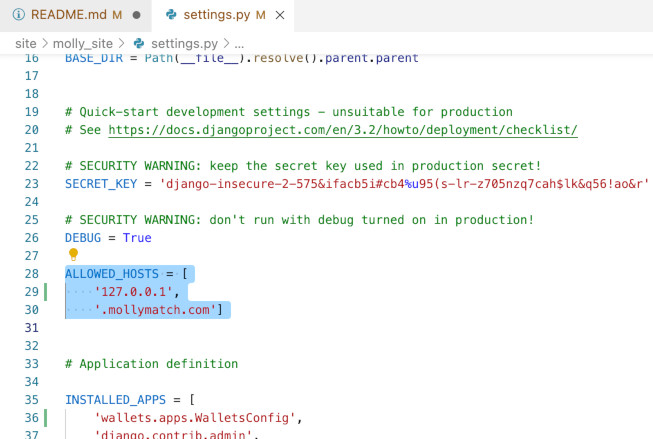 README.md M
settings.py M
site > molly_site > settings.py > ...
16 BASE_DIR = Path(__file__).resolve().parent.parent
17
18
19 # Quick-start development settings - unsuitable for production
20 # See https://docs.djangoproject.com/en/3.2/howto/deployment/checklist/
21
22 # SECURITY WARNING: keep the secret key used in production secret!
23 SECRET_KEY = 'django-insecure-2-575&ifacb5i#cb4%u95(s-lr-z705nzq7cah$lk&q56!ao&r'
24
25 # SECURITY WARNING: don't run with debug turned on in production!
26 DEBUG = True
27
28 ALLOWED_HOSTS = [
29 '127.0.0.1',
30 '.mollymatch.com']
31
32
33 # Application definition
34
35 INSTALLED_APPS = [
36 'wallets.apps.WalletsConfig',
37 'django.contrib.admin',